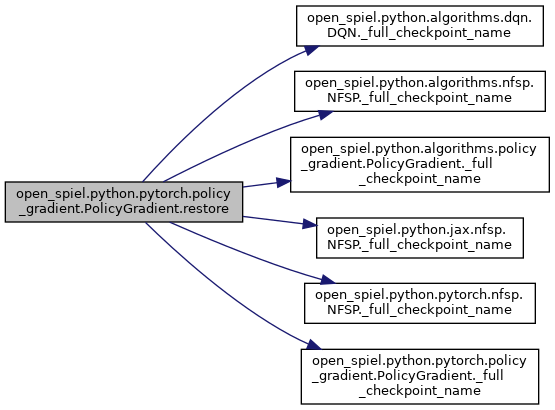 open_spiel.python.algorithms.dqn.
DQN._full_checkpoint_name
open_spiel.python.algorithms.nfsp.
NFSP._full_checkpoint_name
open_spiel.python.algorithms.policy
_gradient.PolicyGradient._full
_checkpoint_name
open_spiel.python.pytorch.policy
_gradient.PolicyGradient.restore
open_spiel.python.jax.nfsp.
NFSP._full_checkpoint_name
open_spiel.python.pytorch.nfsp.
NFSP._full_checkpoint_name
open_spiel.python.pytorch.policy
_gradient.PolicyGradient._full
_checkpoint_name